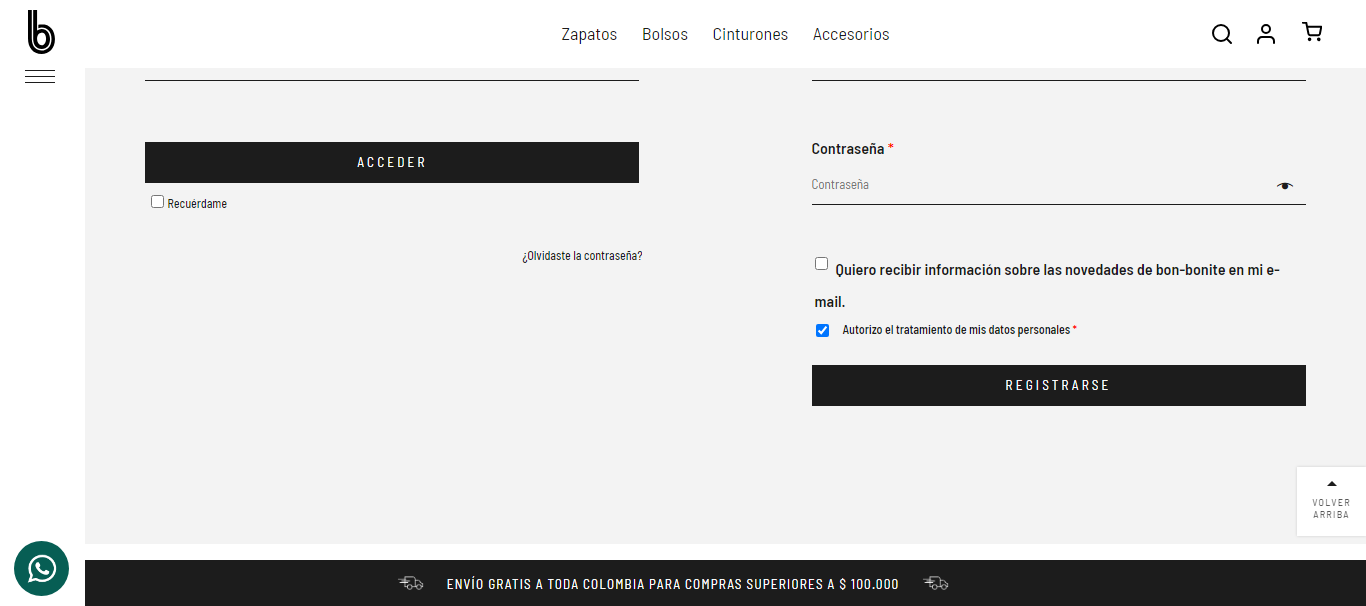 b
Zapatos Bolsos Cinturones Accesorios
ACCEDER
Recuérdame
¿Olvidaste la contraseña?
Contraseña *
Contraseña
Quiero recibir información sobre las novedades de bon-bonite en mi e-
mail.
Autorizo el tratamiento de mis datos personales *
REGISTRARSE
VOLVER
ARRIBA
ENVÍO GRATIS A TODA COLOMBIA PARA COMPRAS SUPERIORES A $ 100.000